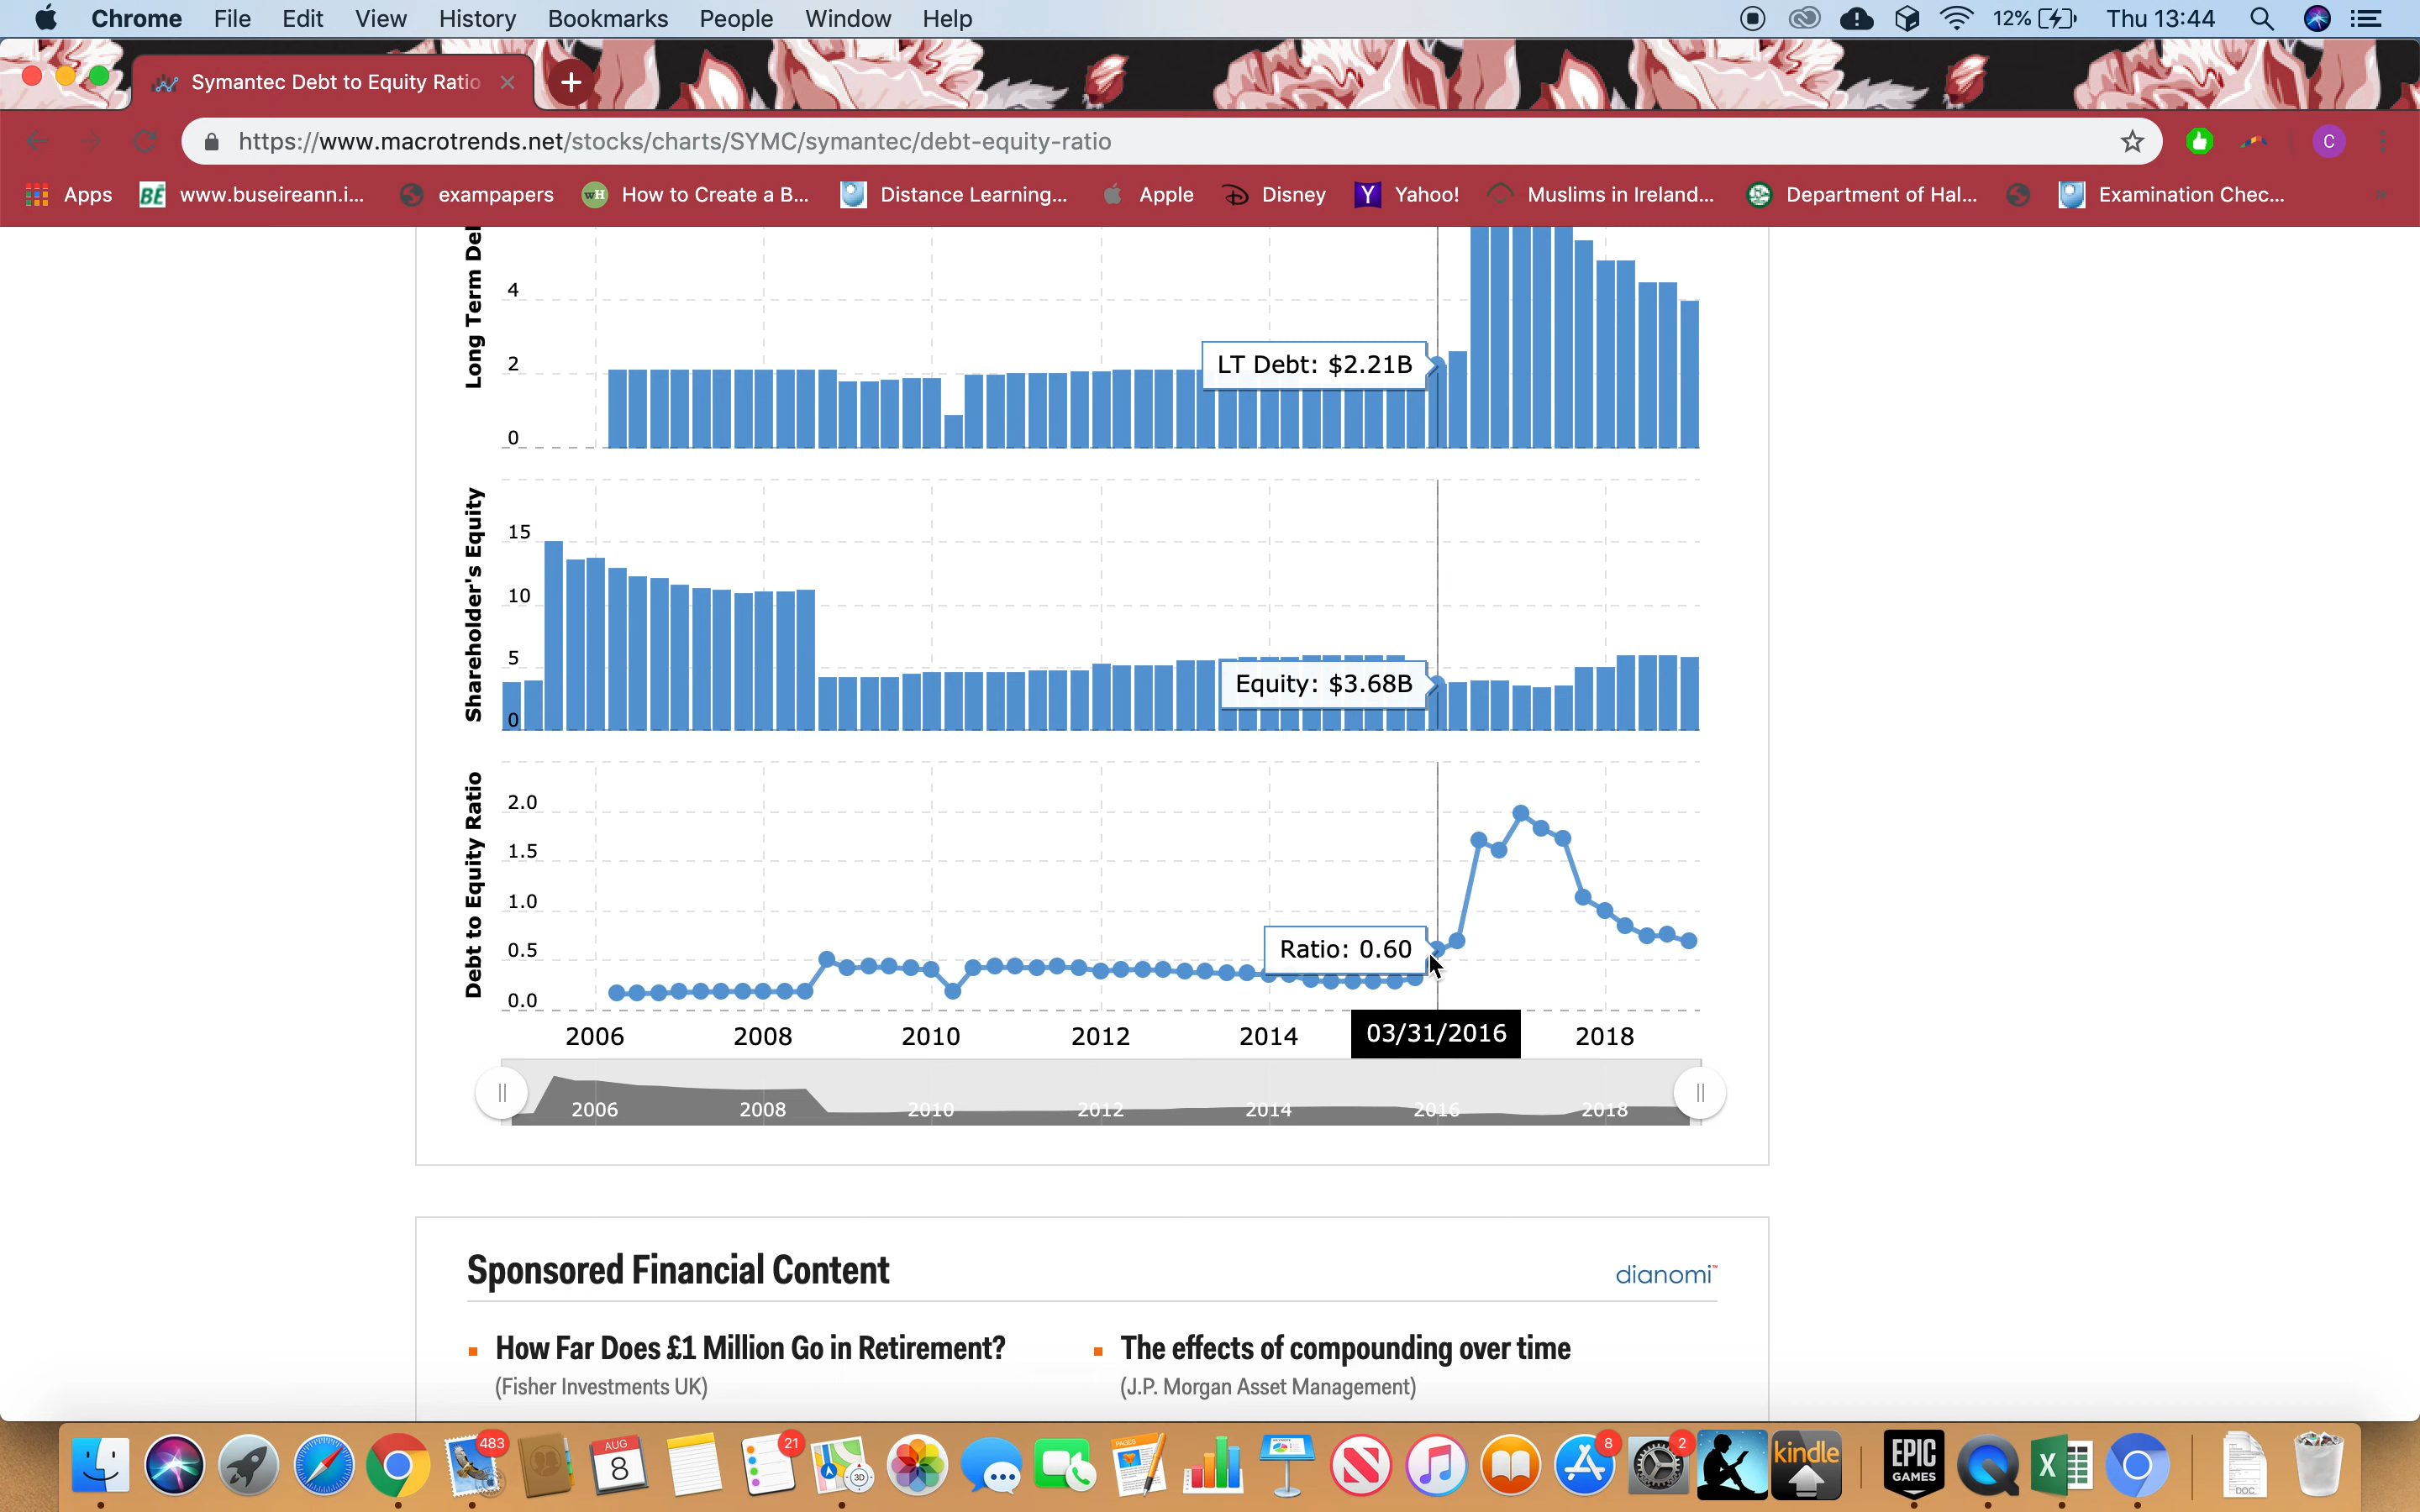 Chrome File Edit View History Bookmarks People Window Help 12% Thu 13:44
Symantec Debt to Equity Ratio
https://www.macrotrends.net/stocks/charts/SYMC/symantec/debt-equity-ratio C
Apps BÉ www.buseireann.i... exampapers wH How to Create a B... Distance Learning... Apple Disney Y Yahoo! Muslims in Ireland... Department of Hal... Examination Chec...
Long Term De
4
2
0
LT Debt: $2.21B
Shareholder's Equity
15
10
5
0
Equity: $3.68B
Debt to Equity Ratio
2.0
1.5
1.0
0.5
0.0
Ratio: 0.60
2006 2008 2010 2012 2014 03/31/2016 2018
2006 2008 2010 2012 2014 2016 2018
Sponsored Financial Content
dianomi
How Far Does £1 Million Go in Retirement?
(Fisher Investments UK)
The effects of compounding over time
(J.P. Morgan Asset Management)
483
AUG
8
21
3D
PAGES
8
2
kindle
EPIC
GAMES
X
DOC